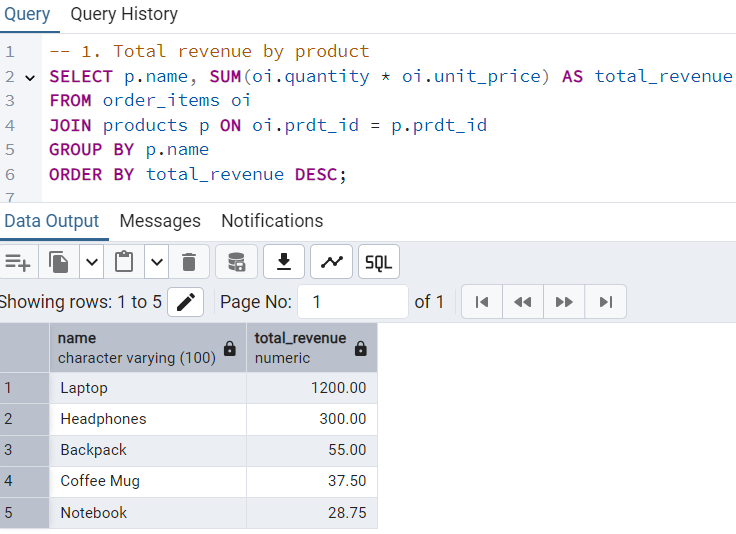 Query Query History
1 -- 1. Total revenue by product
2 SELECT p.name, SUM(oi.quantity * oi.unit_price) AS total_revenue
3 FROM order_items oi
4 JOIN products p ON oi.prdt_id = p.prdt_id
5 GROUP BY p.name
6 ORDER BY total_revenue DESC;
7
Data Output Messages Notifications
SQL
Showing rows: 1 to 5 Page No: 1 of 1
name total_revenue
character varying (100) numeric
1 Laptop 1200.00
2 Headphones 300.00
3 Backpack 55.00
4 Coffee Mug 37.50
5 Notebook 28.75